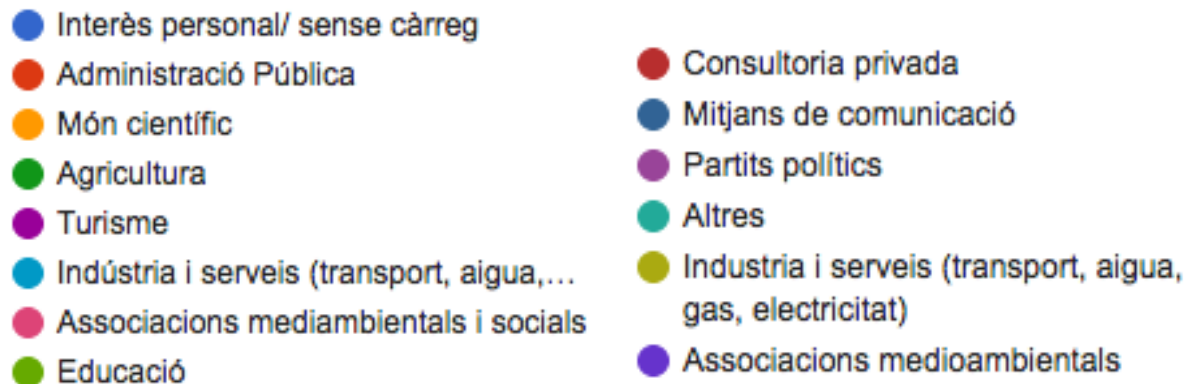 Interès personal/ sense càrreg
Administració Pública
Món científic
Agricultura
Turisme
Indústria i serveis (transport, aigua,…
Associacions mediambientals i socials
Educació
Consultoria privada
Mitjans de comunicació
Partits polítics
Altres
Industria i serveis (transport, aigua,
gas, electricitat)
Associacions medioambientals